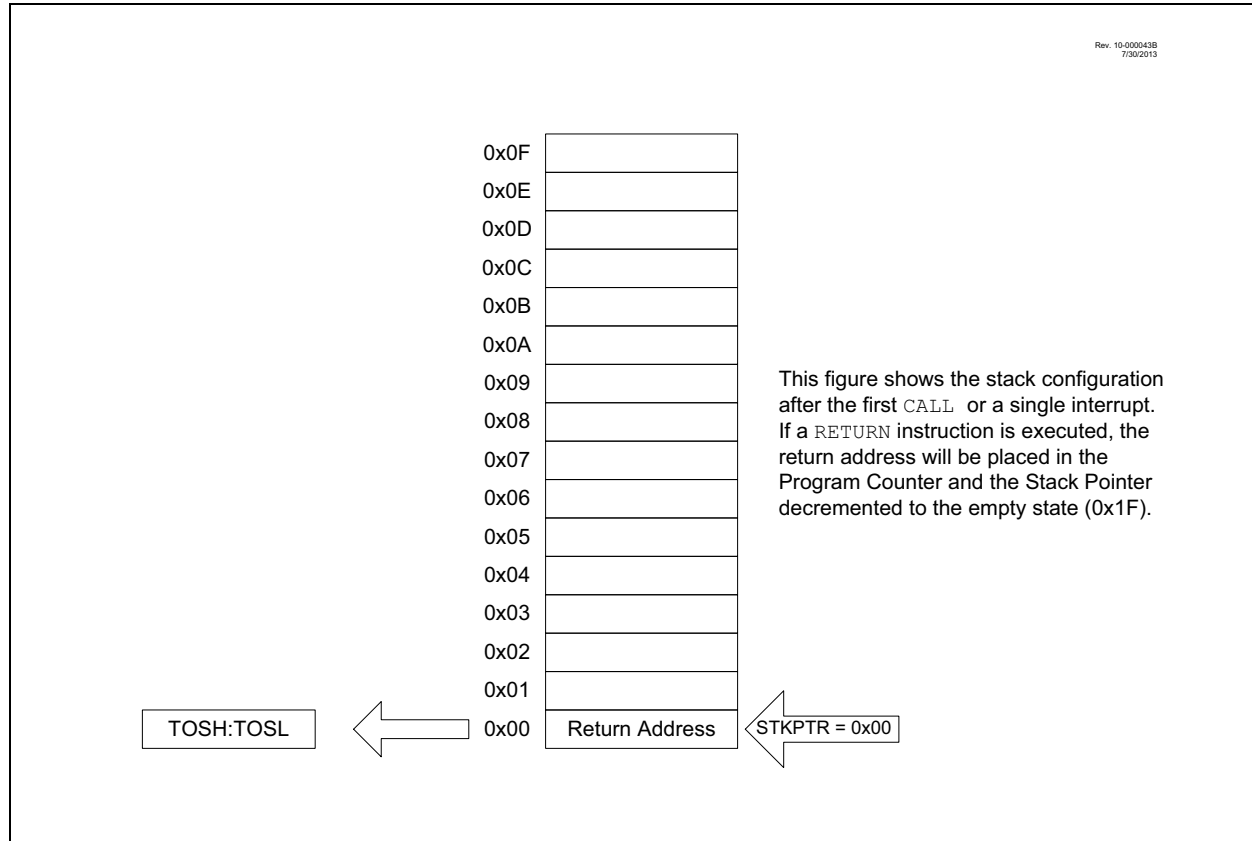 Rev. 10-000043B
7/30/2013
0x0F
0x0E
0x0D
0x0C
0x0B
0x0A
0x09
0x08
0x07
0x06
0x05
0x04
0x03
0x02
0x01
This figure shows the stack configuration
after the first CALL or a single interrupt.
If a RETURN instruction is executed, the
return address will be placed in the
Program Counter and the Stack Pointer
decremented to the empty state (0x1F).
TOSH:TOSL
0x00
Return Address
STKPTR = 0x00